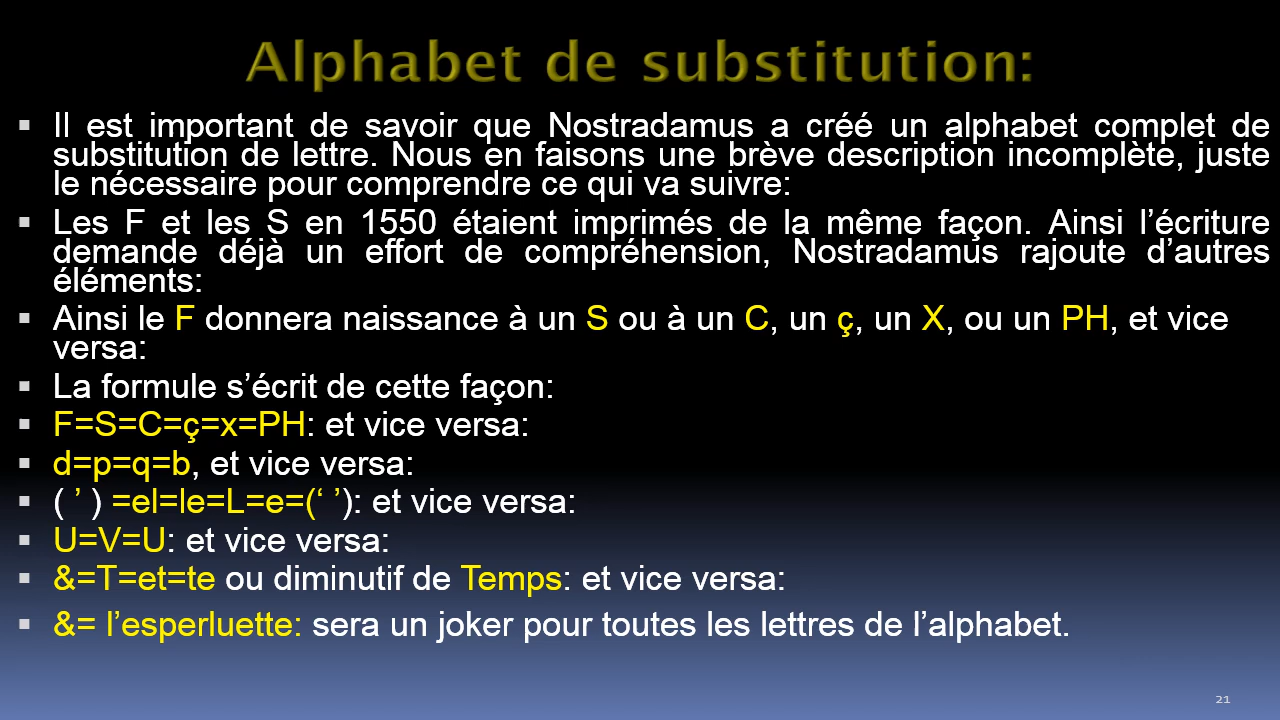 Alphabet de substitution:
▪ Il est important de savoir que Nostradamus a créé un alphabet complet de
substitution de lettre. Nous en faisons une brève description incomplète, juste
le nécessaire pour comprendre ce qui va suivre:
▪ Les F et les S en 1550 étaient imprimés de la même façon. Ainsi l’écriture
demande déjà un effort de compréhension, Nostradamus rajoute d’autres
éléments:
▪ Ainsi le F donnera naissance à un S ou à un C, un ç, un X, ou un PH, et vice
versa:
▪ La formule s’écrit de cette façon:
▪ F=S=C=ç=x=PH: et vice versa:
▪ d=p=q=b, et vice versa:
▪ ( ’ ) =el=le=L=e=(‘ ’): et vice versa:
▪ U=V=U: et vice versa:
▪ &=T=et=te ou diminutif de Temps: et vice versa:
▪ &= l’esperluette: sera un joker pour toutes les lettres de l’alphabet.
21